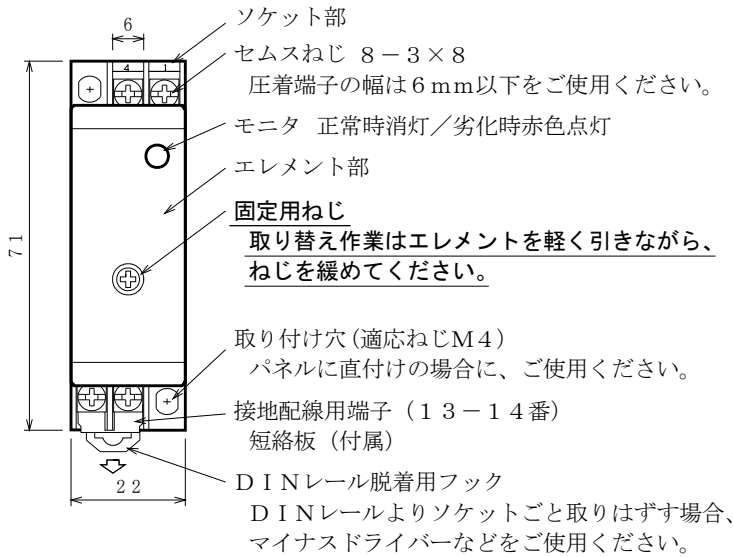 6
ソケット部
セムスねじ 8－3×8
圧着端子の幅は6mm以下をご使用ください。
4 1
モニタ 正常時消灯／劣化時赤色点灯
エレメント部
固定用ねじ
取り替え作業はエレメントを軽く引きながら、
ねじを緩めてください。
71
取り付け穴(適応ねじM4)
パネルに直付けの場合に、ご使用ください。
接地配線用端子（13－14番）
短絡板（付属）
22
DINレール脱着用フック
DINレールよりソケットごと取りはずす場合、
マイナスドライバーなどをご使用ください。